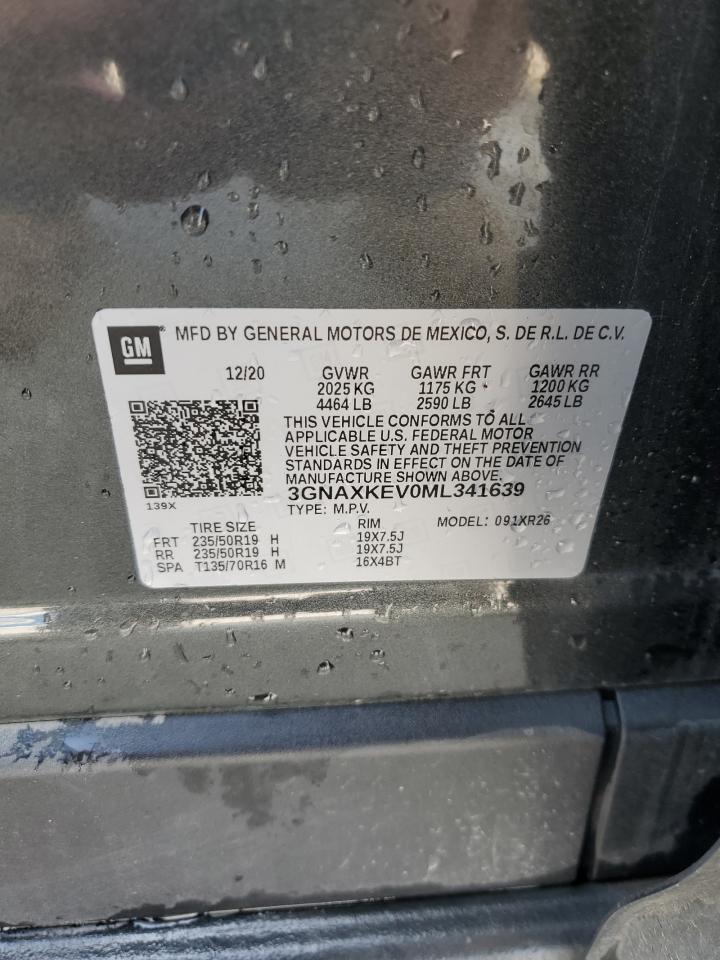 GM ® MFD BY GENERAL MOTORS DE MEXICO, S. DE R.L. DE C.V.
12/20 GVWR GAWR FRT GAWR RR
2025 KG 1175 KG 1200 KG
4464 LB 2590 LB 2645 LB
THIS VEHICLE CONFORMS TO ALL
APPLICABLE U.S. FEDERAL MOTOR
VEHICLE SAFETY AND THEFT PREVENTION
STANDARDS IN EFFECT ON THE DATE OF
MANUFACTURE SHOWN ABOVE.
3GNAXKEV0ML341639
139X
TYPE: M.P.V.
TIRE SIZE RIM MODEL: 091XR26
FRT 235/50R19 H 19X7.5J
RR 235/50R19 H 19X7.5J
SPA T135/70R16 M 16X4BT